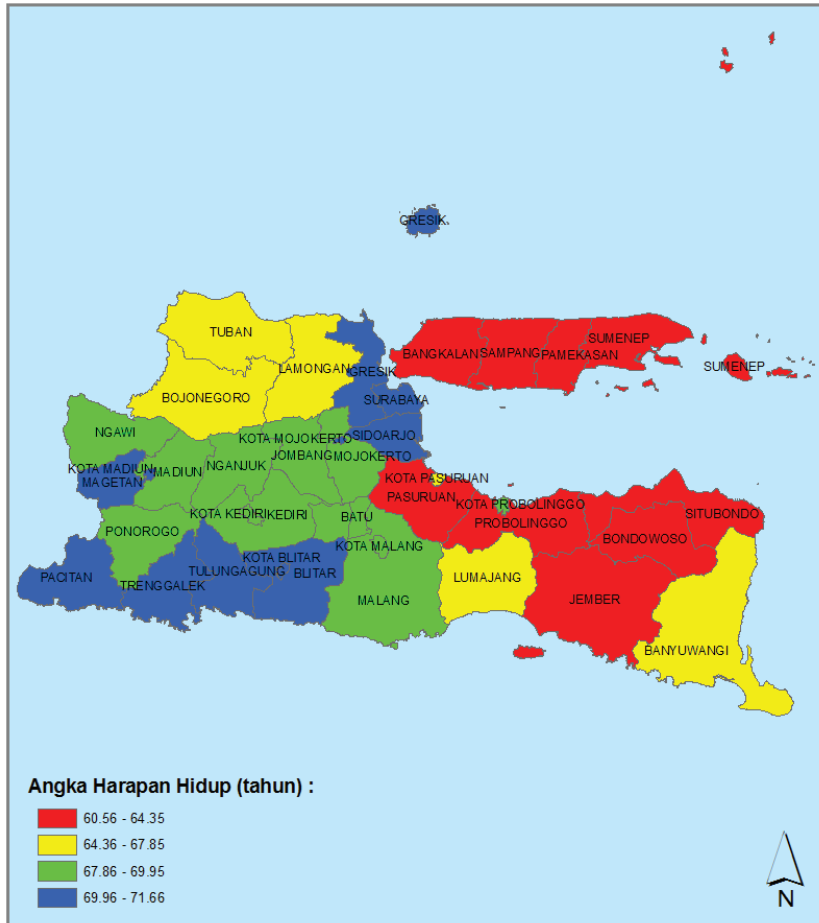 GRESIK
TUBAN
LAMONGAN
BOJONEGORO
GRESIK
SURABAYA
SIDOARJO
BANGKALAN
SAMPANG
PAMEKASAN
SUMENEP
SUMENEP
NGAWI
KOTA MADIUN
MAGETAN
MADIUN
NGANJUK
KOTA MOJOKERTO
JOMBANG
MOJOKERTO
KOTA PASURUAN
PASURUAN
KOTA PROBOLINGGO
PROBOLINGGO
SITUBONDO
BONDOWOSO
PONOROGO
KOTA KEDIRI
KEDIRI
BATU
KOTA MALANG
PACITAN
TRENGGALEK
TULUNGAGUNG
KOTA BLITAR
BLITAR
MALANG
LUMAJANG
JEMBER
BANYUWANGI
Angka Harapan Hidup (tahun) :
60.56 - 64.35
64.36 - 67.85
67.86 - 69.95
69.96 - 71.66
N